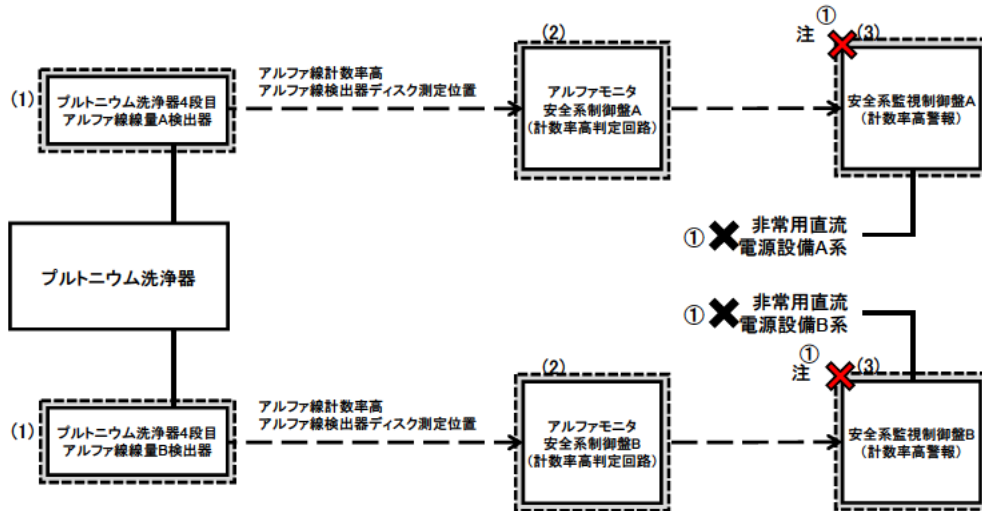 ①
注
(3)
(2)
(1)
プルトニウム洗浄器4段目
アルファ線線量A検出器
アルファ線計数率高
アルファ線検出器ディスク測定位置
アルファモニタ
安全系制御盤A
(計数率高判定回路)
安全系監視制御盤A
(計数率高警報)
①
非常用直流
電源設備A系
プルトニウム洗浄器
①
非常用直流
電源設備B系
①
注
(3)
(2)
(1)
プルトニウム洗浄器4段目
アルファ線線量B検出器
アルファ線計数率高
アルファ線検出器ディスク測定位置
アルファモニタ
安全系制御盤B
(計数率高判定回路)
安全系監視制御盤B
(計数率高警報)